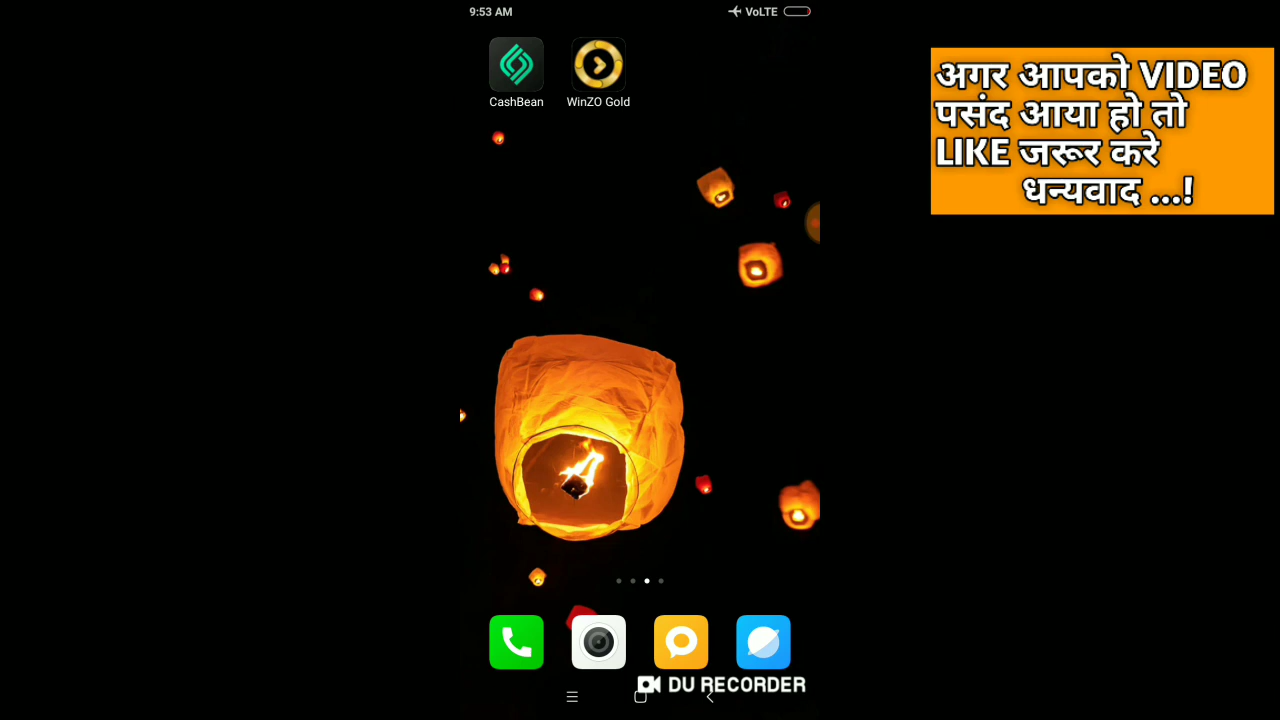 9:53 AM
VoLTE
CashBean
WinZO Gold
अगर आपको VIDEO
पसंद आया हो तो
LIKE जरूर करे
धन्यवाद ...!
DU RECORDER